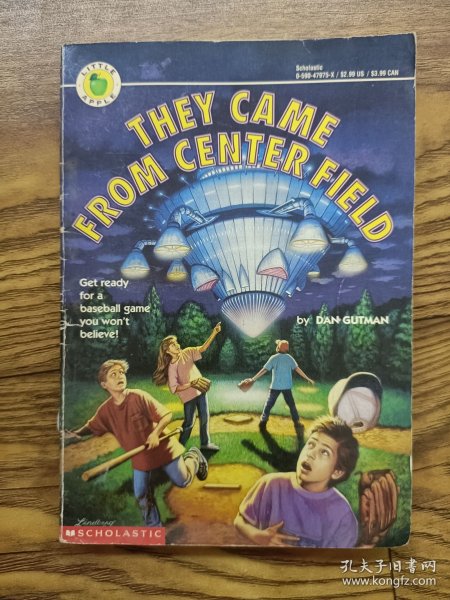 LITTLE
APPLE
Scholastic
0-590-47975-X / $2.99 US / $3.99 CAN
THEY CAME
FROM CENTER FIELD
Get ready
for a
baseball game
you won't
believe!
by DAN GUTMAN
Lindberg
SCHOLASTIC
孔夫子旧书网
www.kongfz.com